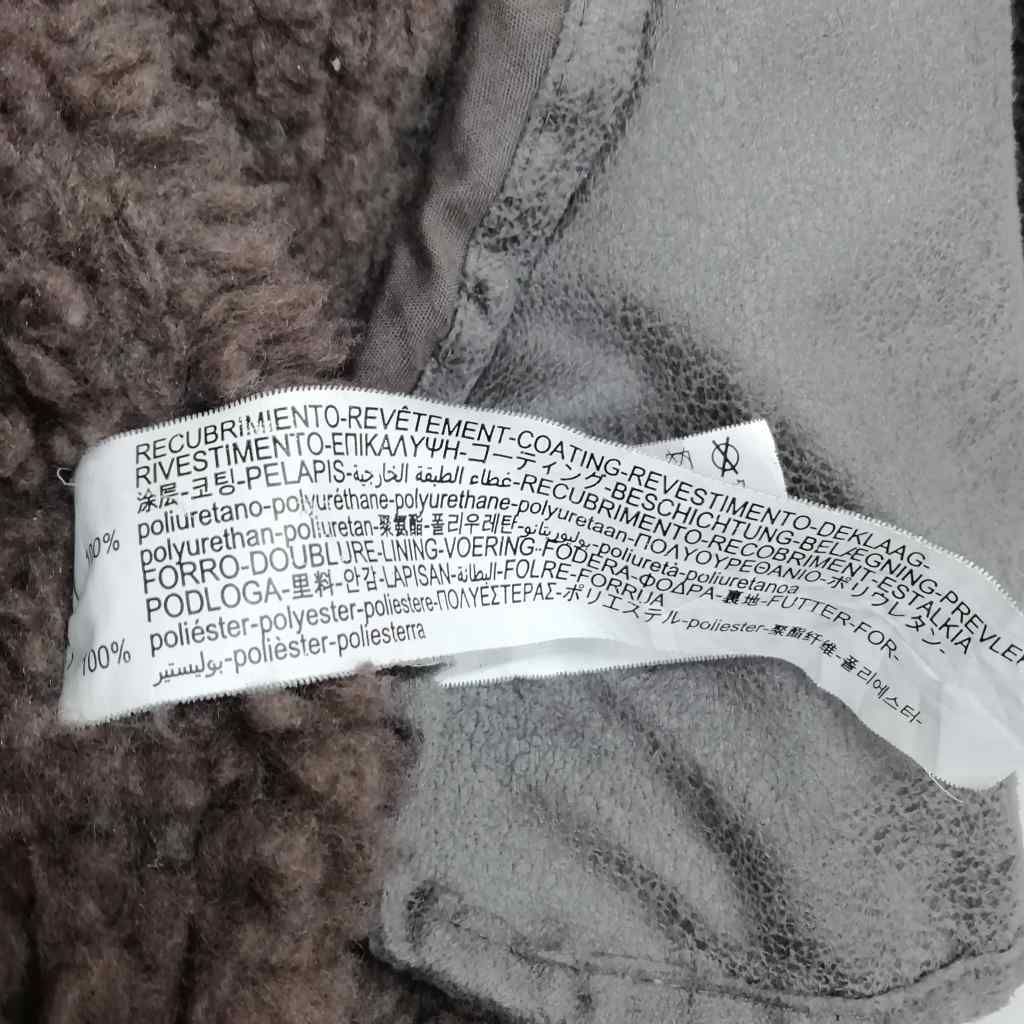 RECUBRIMIENTO-REVÊTEMENT-COATING-REVESTIMENTO-DEKLAAG-
RIVESTIMENTO-ΕΠΙΚΑΛΥΨΗ-コーティング-BESCHICHTUNG-BELÆGNING-PREVLEK
涂层-코팅-PELAPIS-غطاء الطبقة الخارجية-RECUBRIMENTO-RECOBRIMENT-ESTALKIA
100% poliuretano-polyuréthane-polyurethane-polyurethaan-ΠΟΛΥΟΥΡΕΘΑΝΙΟ-ポリウレタン-
polyurethan-poliuretan-聚氨酯-폴리우레탄-بوليوريتانو-poliuretà-poliuretanoa
FORRO-DOUBLURE-LINING-VOERING-FODERA-ΦΟΔΡΑ-裏地-FUTTER-FOR-
PODLOGA-里料-안감-LAPISAN-البطانة-FOLRE-FORRUA
100% poliéster-polyester-poliestere-ΠΟΛΥΕΣΤΕΡΑΣ-ポリエステル-poliester-聚酯纤维-폴리에스터-
بوليستير-polièster-poliesterra